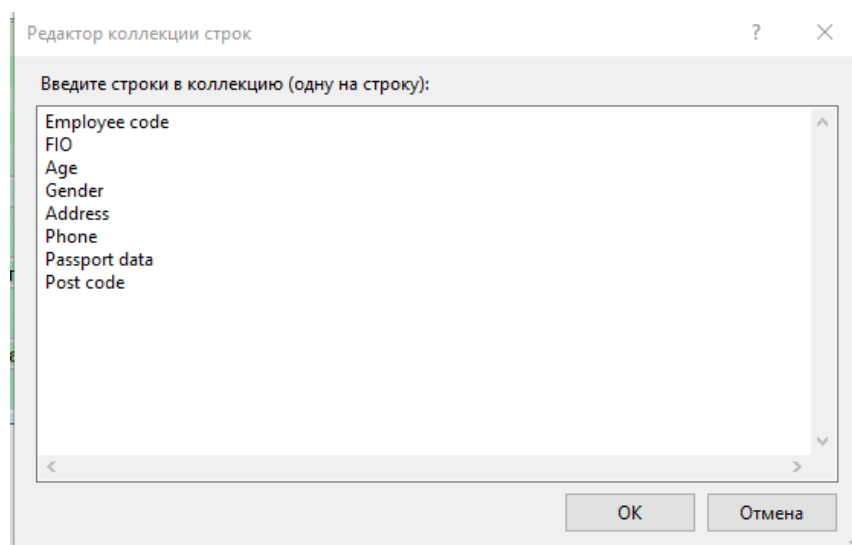 Редактор коллекции строк
Введите строки в коллекцию (одну на строку):
Employee code
FIO
Age
Gender
Address
Phone
Passport data
Post code
OK
Отмена